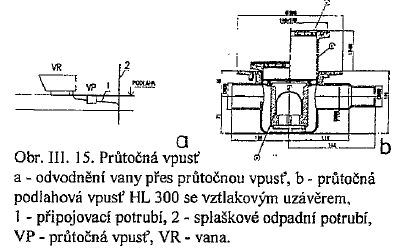 VR
2
VP
1
PODLAHA
a
b
Obr. III. 15. Průtočná vpusť
a - odvodnění vany přes průtočnou vpusť, b - průtočná
podlahová vpusť HL 300 se vztlakovým uzávěrem,
1 - připojovací potrubí, 2 - splaškové odpadní potrubí,
VP - průtočná vpusť, VR - vana.